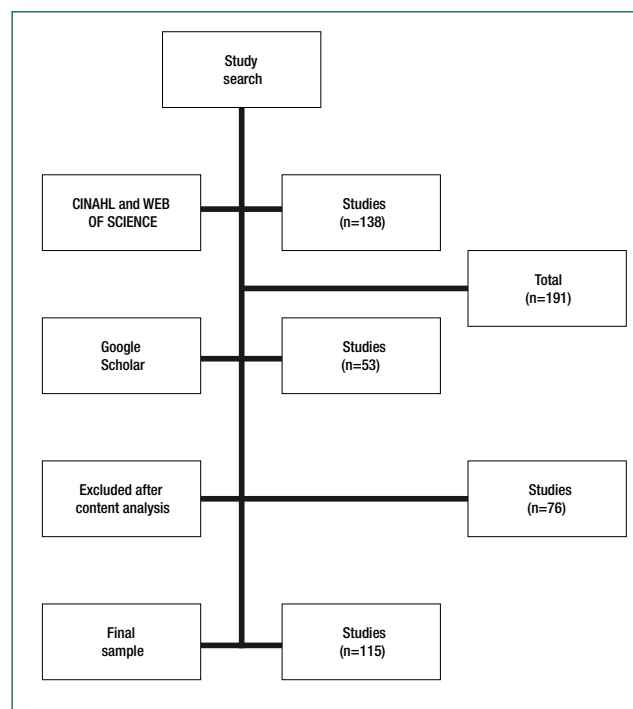 Study
search
CINAHL and WEB
OF SCIENCE
Studies
(n=138)
Total
(n=191)
Google
Scholar
Studies
(n=53)
Excluded after
content analysis
Studies
(n=76)
Final
sample
Studies
(n=115)